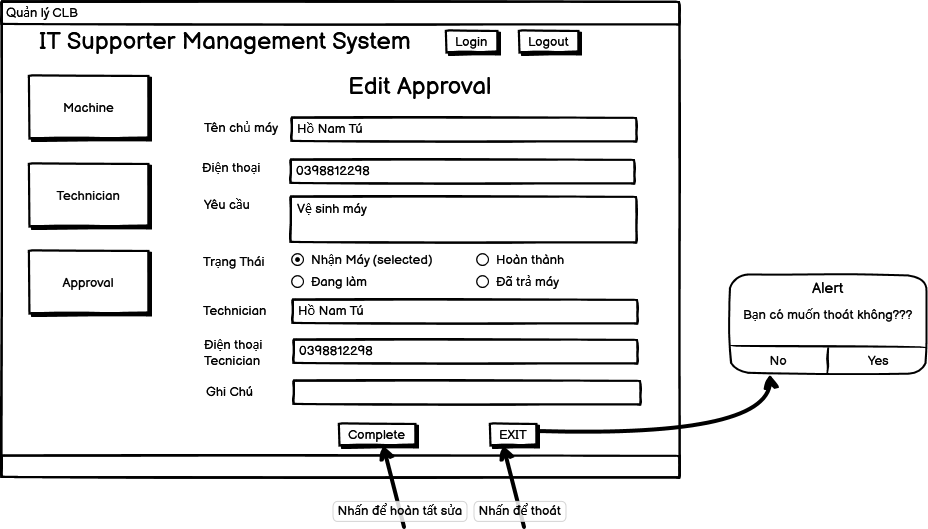 Quản lý CLB
IT Supporter Management System
Login
Logout
Machine
Technician
Approval
Edit Approval
Tên chủ máy
Hồ Nam Tú
Điện thoại
0398812298
Yêu cầu
Vệ sinh máy
Trạng Thái
Nhận Máy (selected)
Hoàn thành
Đang làm
Đã trả máy
Technician
Hồ Nam Tú
Điện thoại
Tecnician
0398812298
Ghi Chú
Complete
EXIT
Nhấn để hoàn tất sửa
Nhấn để thoát
Alert
Bạn có muốn thoát không???
No
Yes